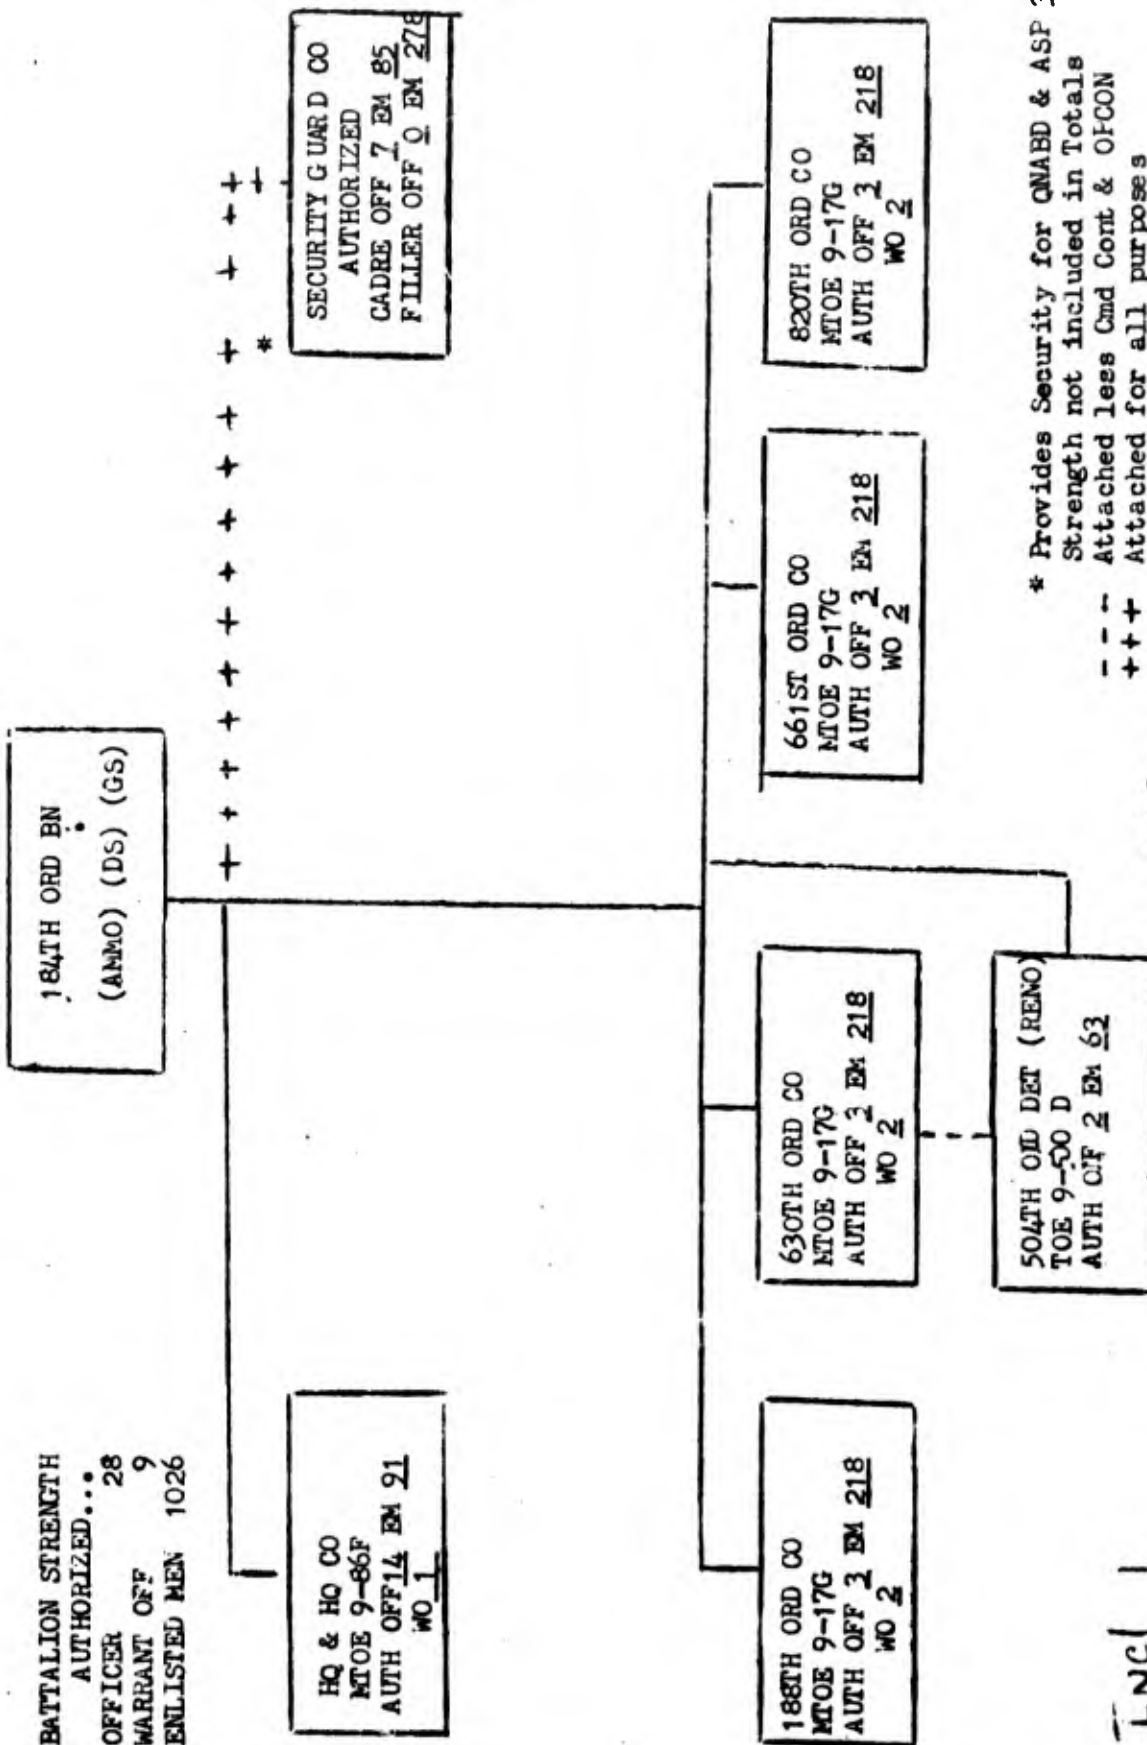 184TH ORD BN
(AMMO) (DS) (GS)
BATTALION STRENGTH
AUTHORIZED...
OFFICER 28
WARRANT OFF 9
ENLISTED MEN 1026
HQ & HQ CO
MTOE 9-86F
AUTH OFF 14 EM 91
WO 1
+ + + + + + + + + + + + + + + +
*
SECURITY GUARD CO
AUTHORIZED
CADRE OFF 7 EM 85
FILLER OFF 0 EM 278
188TH ORD CO
MTOE 9-17G
AUTH OFF 3 EM 218
WO 2
630TH ORD CO
MTOE 9-17G
AUTH OFF 3 EM 218
WO 2
661ST ORD CO
MTOE 9-17G
AUTH OFF 3 EM 218
WO 2
820TH ORD CO
MTOE 9-17G
AUTH OFF 3 EM 218
WO 2
504TH OID DET (RENO)
TOE 9-500 D
AUTH OFF 2 EM 63
* Provides Security for QNABD & ASP
Strength not included in Totals
--- Attached less Cmd Cont & OPCON
+++ Attached for all purposes
INCL 1